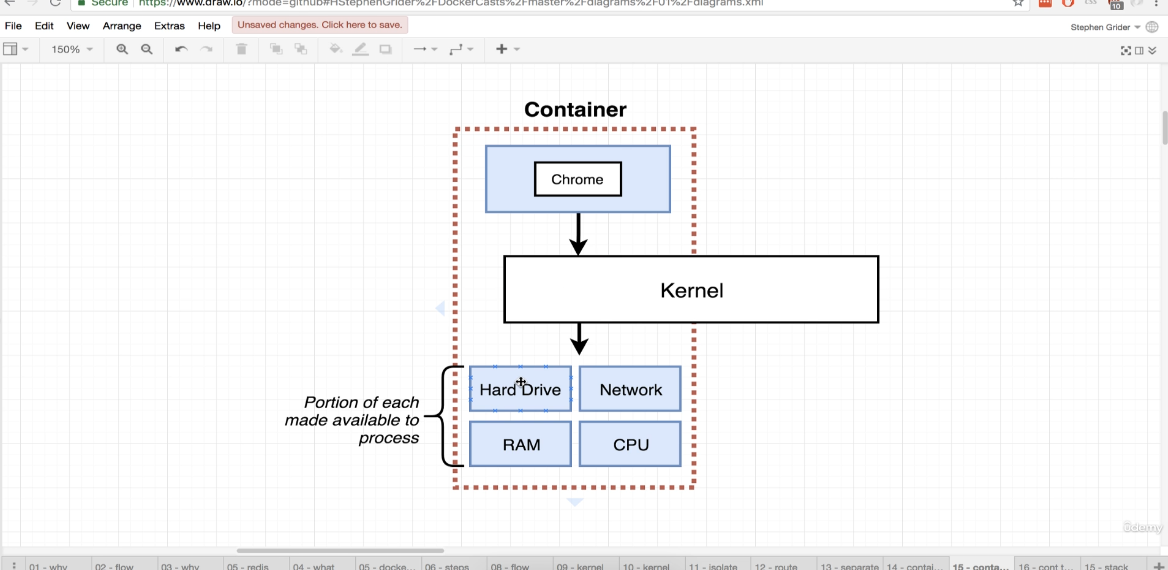 Secure https://www.draw.io/?mode=github#HStephenGrider%2FDockerCasts%2Fmaster%2Fdiagrams%2F01%2Fdiagrams.xml
10
File Edit View Arrange Extras Help Unsaved changes. Click here to save.
Stephen Grider
150%
Container
Chrome
Kernel
Hard Drive Network
Portion of each
made available to
process
RAM CPU
ûdemy
01 - why 02 - flow 03 - why 05 - redis 04 - what 05 - docke... 06 - steps 08 - flow 09 - kernel 10 - kernel 11 - isolate 12 - route 13 - separate 14 - contai... 15 - conta... 16 - cont t... 15 - stack